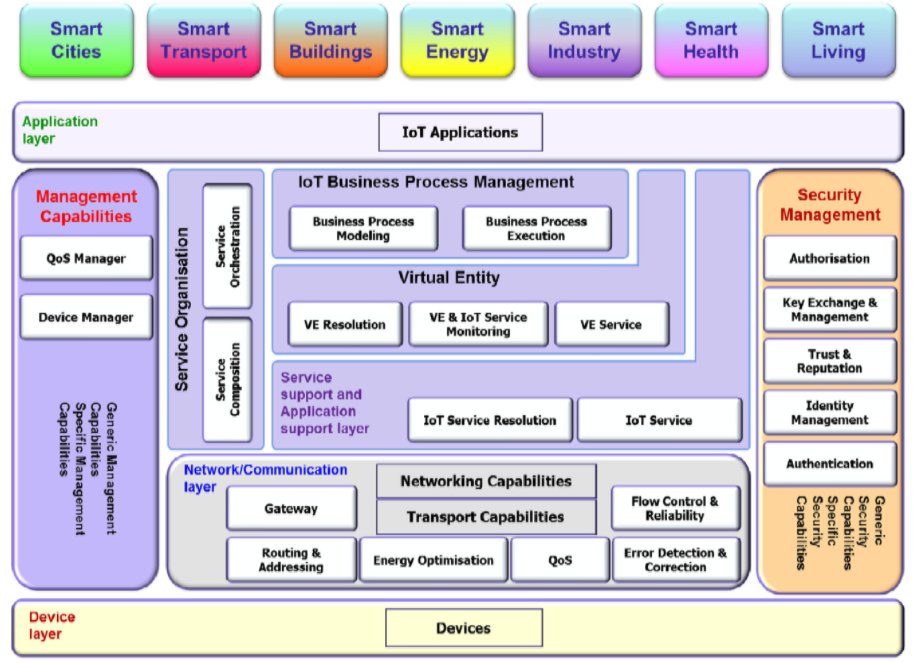 Smart
Cities
Smart
Transport
Smart
Buildings
Smart
Energy
Smart
Industry
Smart
Health
Smart
Living
Application
layer
IoT Applications
Management
Capabilities
QoS Manager
Device Manager
Generic Management
Capabilities
Specific Management
Capabilities
Service Organisation
Service
Orchestration
Service
Composition
IoT Business Process Management
Business Process
Modeling
Business Process
Execution
Virtual Entity
VE Resolution
VE & IoT Service
Monitoring
VE Service
Service
support and
Application
support layer
IoT Service Resolution
IoT Service
Network/Communication
layer
Networking Capabilities
Transport Capabilities
Gateway
Flow Control &
Reliability
Routing &
Addressing
Energy Optimisation
QoS
Error Detection &
Correction
Security
Management
Authorisation
Key Exchange &
Management
Trust &
Reputation
Identity
Management
Authentication
Generic
Security
Capabilities
Specific
Security
Capabilities
Device
layer
Devices